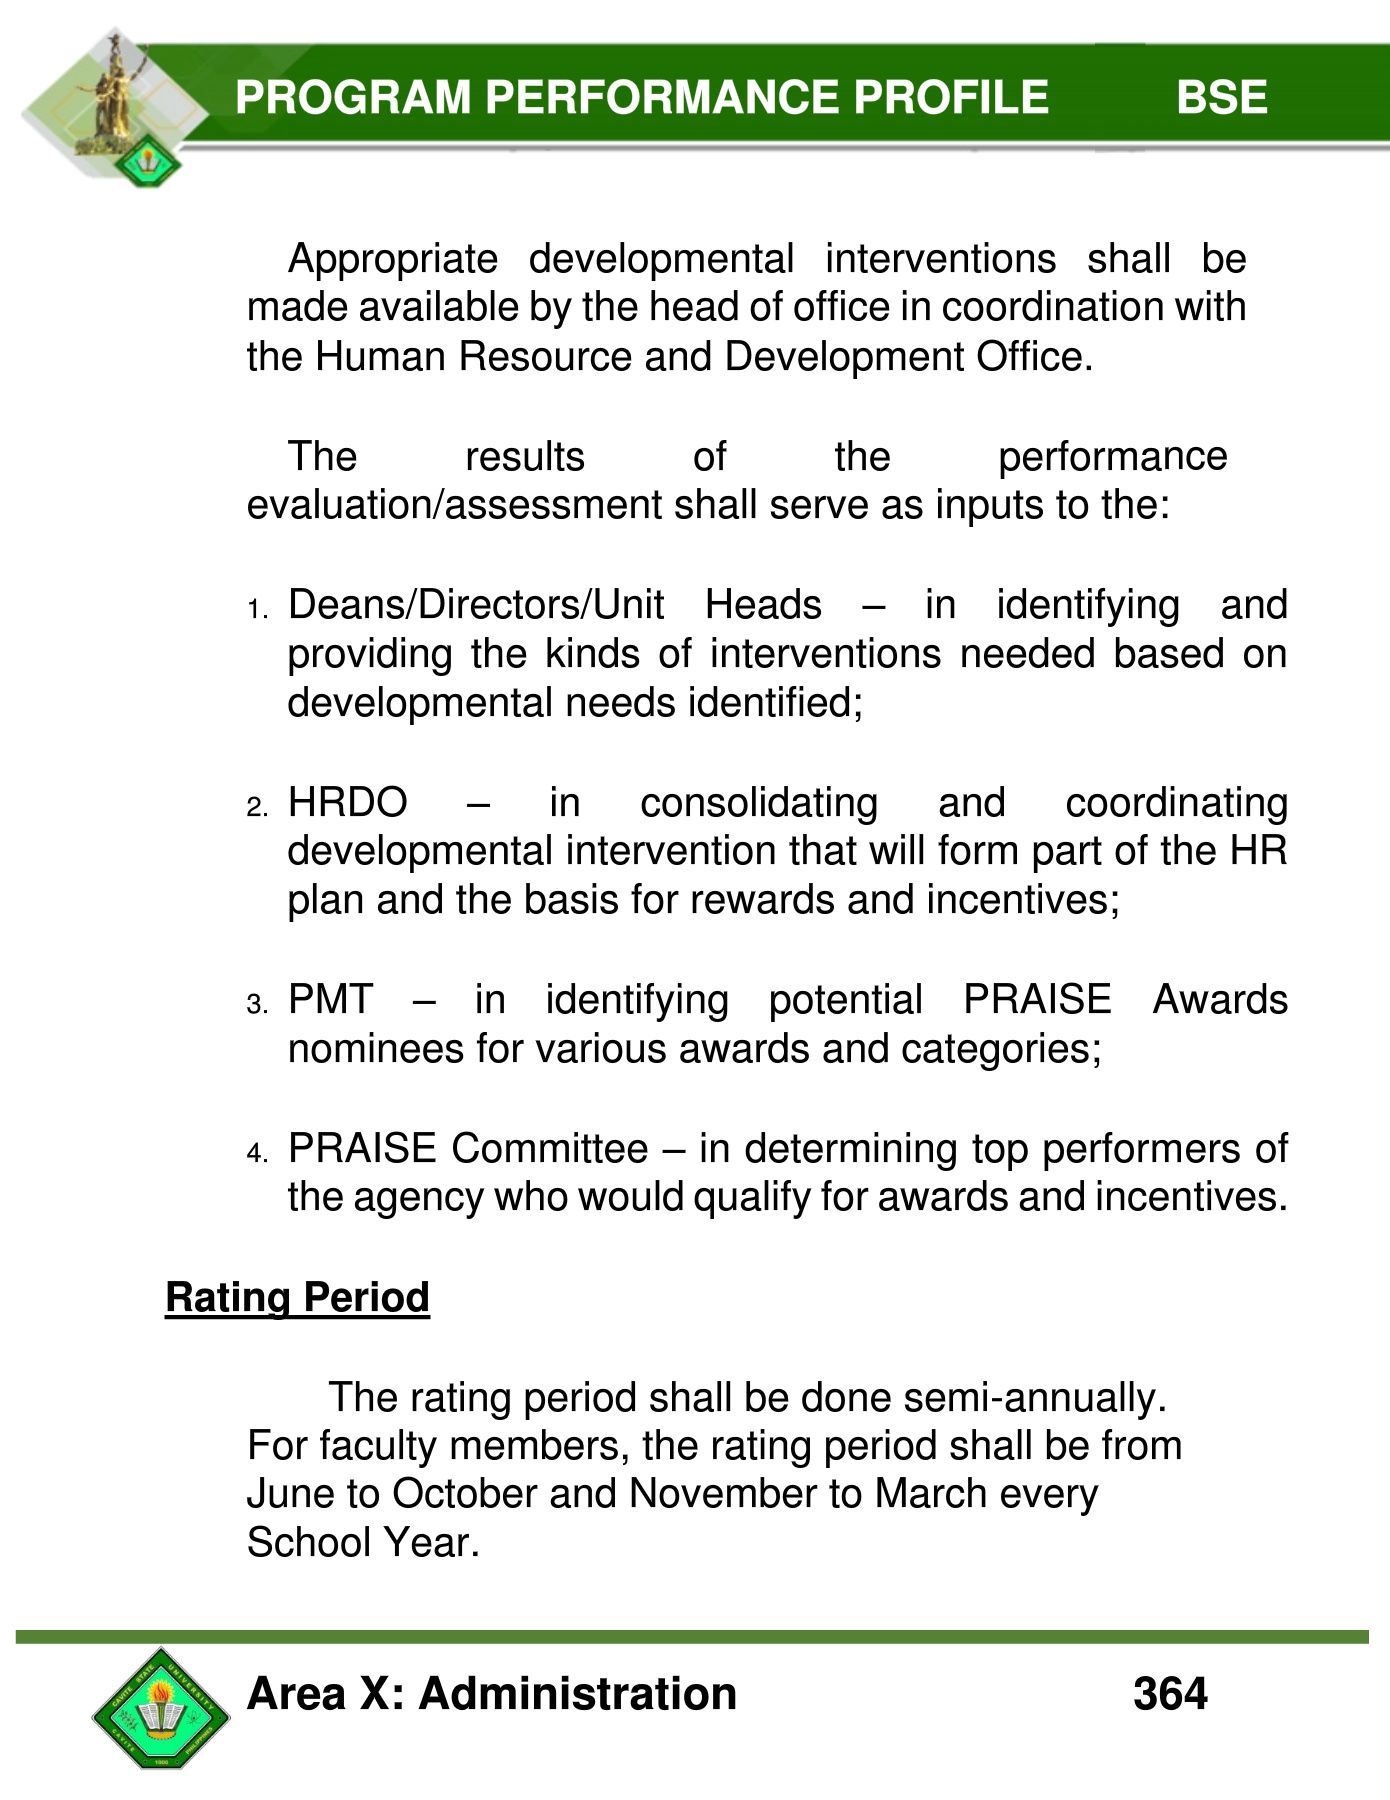 PROGRAM PERFORMANCE PROFILE BSE
Appropriate developmental interventions shall be
made available by the head of office in coordination with
the Human Resource and Development Office.
The results of the performance
evaluation/assessment shall serve as inputs to the:
1. Deans/Directors/Unit Heads – in identifying and
providing the kinds of interventions needed based on
developmental needs identified;
2. HRDO – in consolidating and coordinating
developmental intervention that will form part of the HR
plan and the basis for rewards and incentives;
3. PMT – in identifying potential PRAISE Awards
nominees for various awards and categories;
4. PRAISE Committee – in determining top performers of
the agency who would qualify for awards and incentives.
Rating Period
The rating period shall be done semi-annually.
For faculty members, the rating period shall be from
June to October and November to March every
School Year.
CAVITE STATE UNIVERSITY
CAVITE 1906 PHILIPPINES
Area X: Administration 364